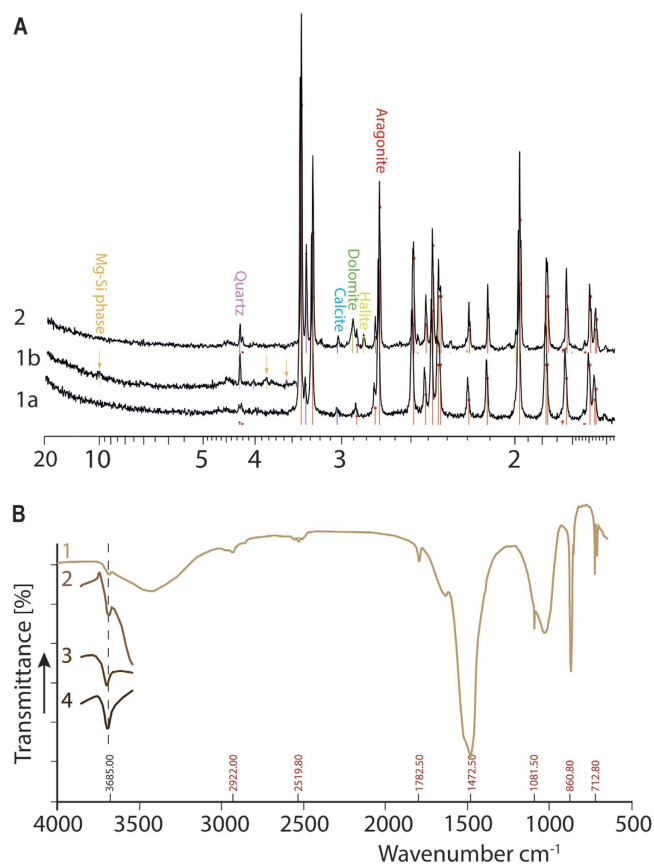 A
Mg-Si phase
Quartz
Calcite
Dolomite
Halite
Aragonite
2
1b
1a
20 10 5 4 3 2
B
1
2
3
4
Transmittance [%]
3685.00
2922.00
2519.80
1782.50
1472.50
1081.50
860.80
712.80
4000 3500 3000 2500 2000 1500 1000 500
Wavenumber cm-1